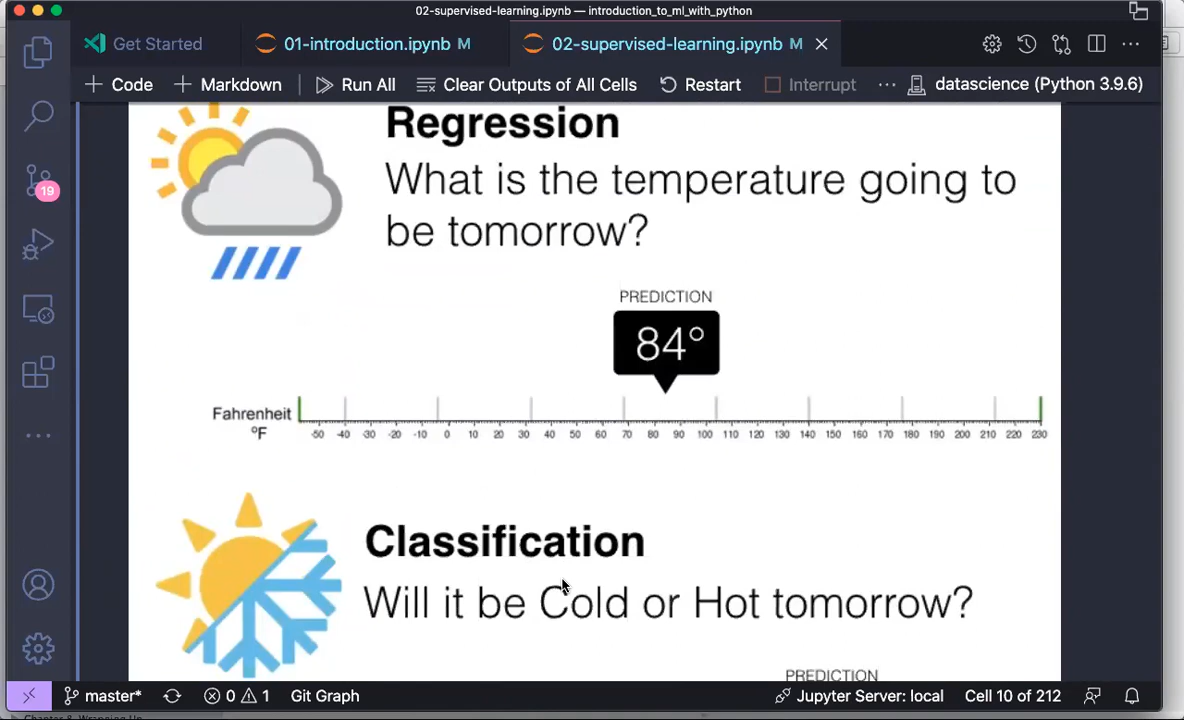 02-supervised-learning.ipynb — introduction_to_ml_with_python
Get Started
01-introduction.ipynb M
02-supervised-learning.ipynb M
Code
Markdown
Run All
Clear Outputs of All Cells
Restart
Interrupt
datascience (Python 3.9.6)
19
Regression
What is the temperature going to
be tomorrow?
PREDICTION
84°
Fahrenheit
°F
-50 -40 -30 -20 -10 0 10 20 30 40 50 60 70 80 90 100 110 120 130 140 150 160 170 180 190 200 210 220 230
Classification
Will it be Cold or Hot tomorrow?
PREDICTION
master*
0
1
Git Graph
Jupyter Server: local
Cell 10 of 212